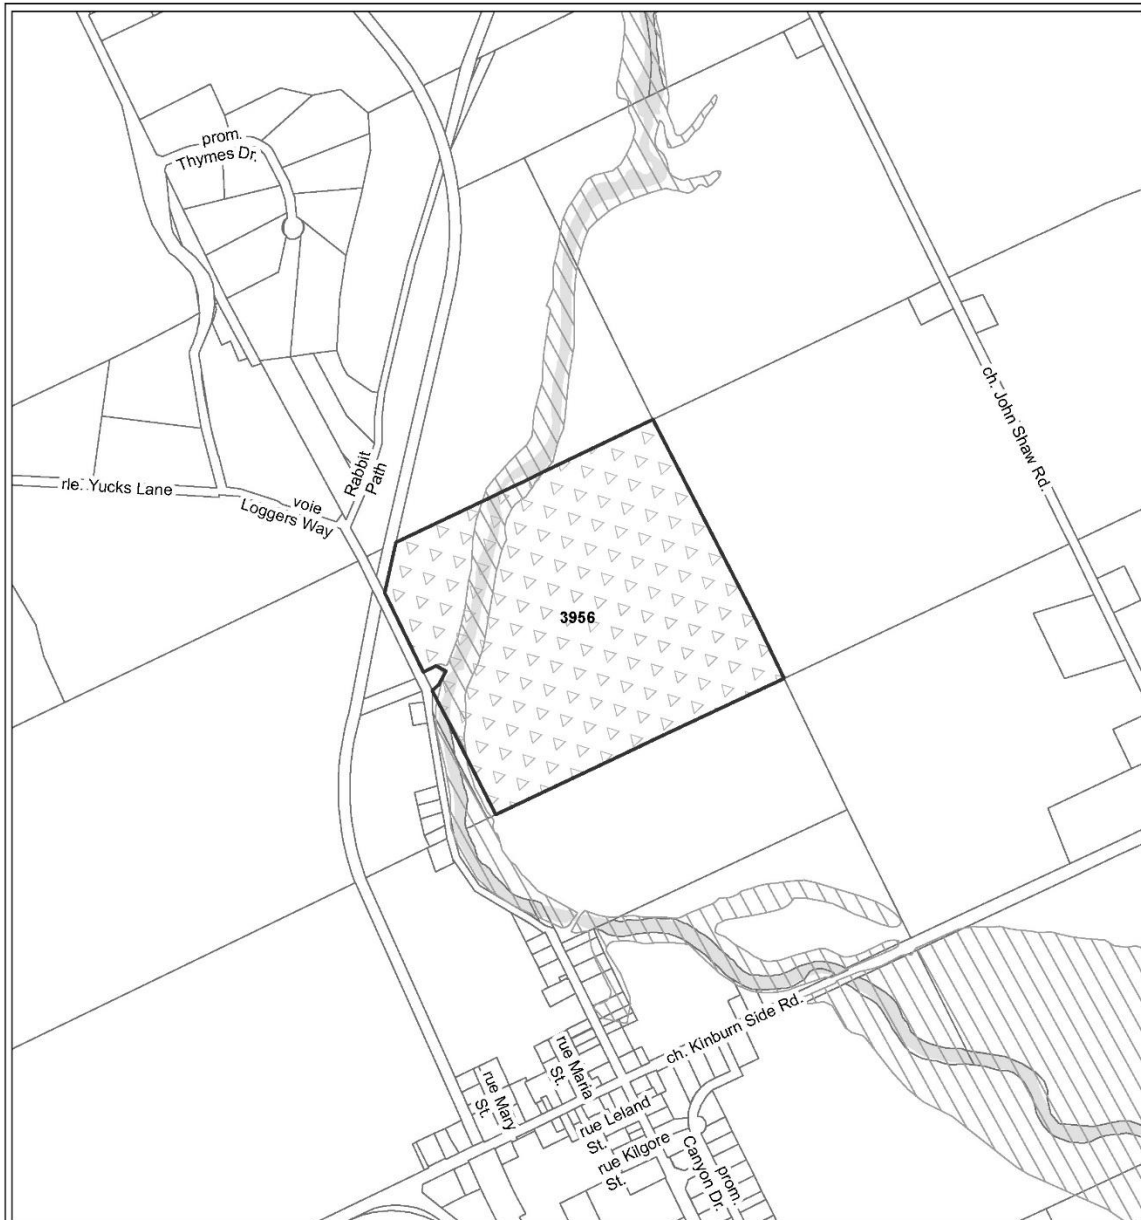 prom.
Thymes Dr.
ch. John Shaw Rd.
Rabbit
Path
rle. Yucks Lane
voie
Loggers Way
3956
ch. Kinburn Side Rd.
rue Maria
St.
rue Mary
St.
rue Leland
St.
rue Kilgore
St.
prom.
Canyon Dr.